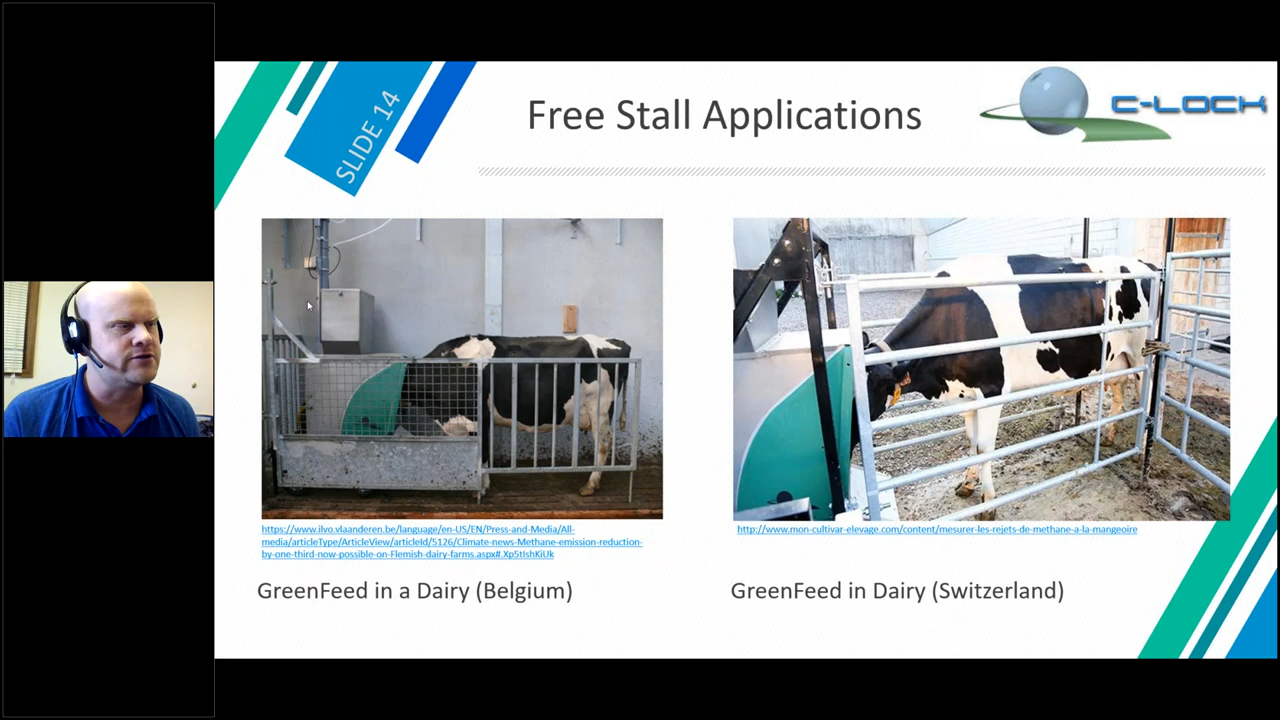 SLIDE 14
Free Stall Applications
C-LOCK
https://www.ilvo.vlaanderen.be/language/en-US/EN/Press-and-Media/All-
media/articleType/ArticleView/articleId/5126/Climate-news-Methane-emission-reduction-
by-one-third-now-possible-on-Flemish-dairy-farms.aspx#.Xp5tIshKiUk
http://www.mon-cultivar-elevage.com/content/mesurer-les-rejets-de-methane-a-la-mangeoire
GreenFeed in a Dairy (Belgium)
GreenFeed in Dairy (Switzerland)